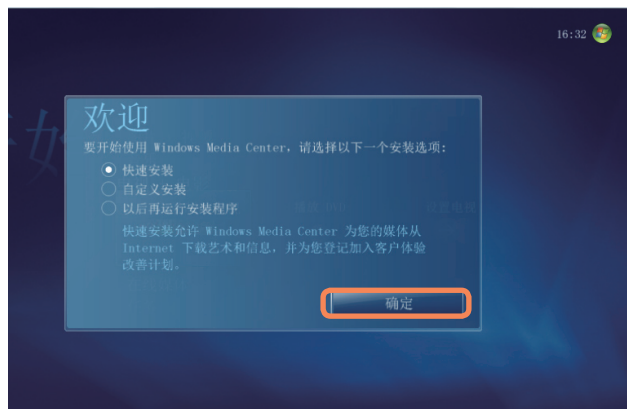 16:32
欢迎
要开始使用 Windows Media Center，请选择以下一个安装选项：
快速安装
自定义安装
以后再运行安装程序
快速安装允许 Windows Media Center 为您的媒体从
Internet 下载艺术和信息，并为您登记加入客户体验
改善计划。
确定